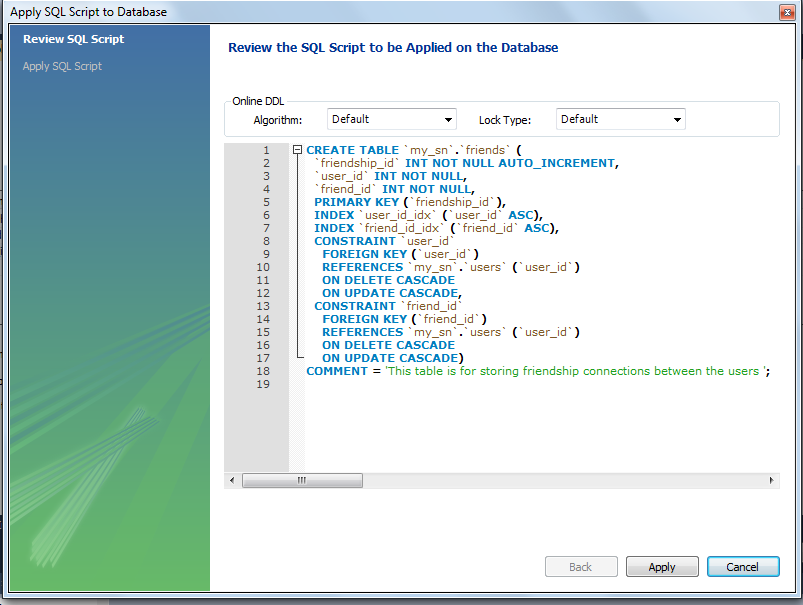 Apply SQL Script to Database
Review SQL Script
Apply SQL Script
Review the SQL Script to be Applied on the Database
Online DDL
Algorithm: Default Lock Type: Default
1 CREATE TABLE `my_sn`.`friends` (
2 `friendship_id` INT NOT NULL AUTO_INCREMENT,
3 `user_id` INT NOT NULL,
4 `friend_id` INT NOT NULL,
5 PRIMARY KEY (`friendship_id`),
6 INDEX `user_id_idx` (`user_id` ASC),
7 INDEX `friend_id_idx` (`friend_id` ASC),
8 CONSTRAINT `user_id`
9 FOREIGN KEY (`user_id`)
10 REFERENCES `my_sn`.`users` (`user_id`)
11 ON DELETE CASCADE
12 ON UPDATE CASCADE,
13 CONSTRAINT `friend_id`
14 FOREIGN KEY (`friend_id`)
15 REFERENCES `my_sn`.`users` (`user_id`)
16 ON DELETE CASCADE
17 ON UPDATE CASCADE)
18 COMMENT = 'This table is for storing friendship connections between the users ';
19
Back Apply Cancel